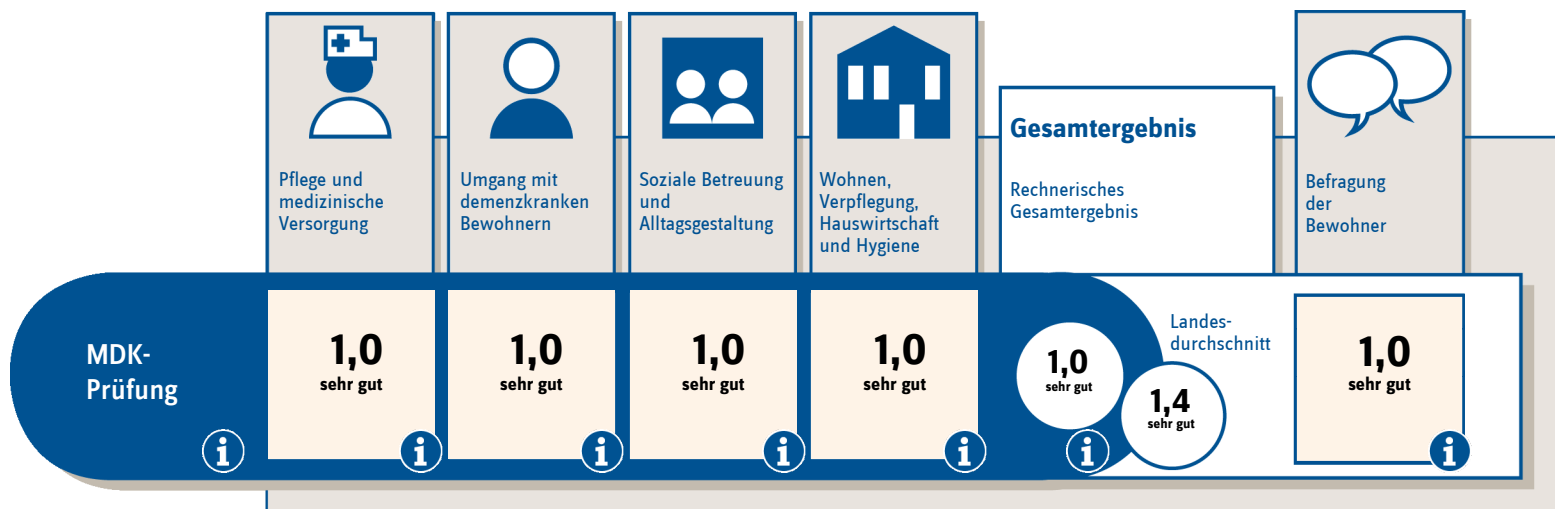 Pflege und
medizinische
Versorgung
Umgang mit
demenzkranken
Bewohnern
Soziale Betreuung
und
Alltagsgestaltung
Wohnen,
Verpflegung,
Hauswirtschaft
und Hygiene
Gesamtergebnis
Rechnerisches
Gesamtergebnis
Befragung
der
Bewohner
MDK-
Prüfung
i
1,0
sehr gut
i
1,0
sehr gut
i
1,0
sehr gut
i
1,0
sehr gut
i
1,0
sehr gut
i
Landes-
durchschnitt
1,4
sehr gut
1,0
sehr gut
i